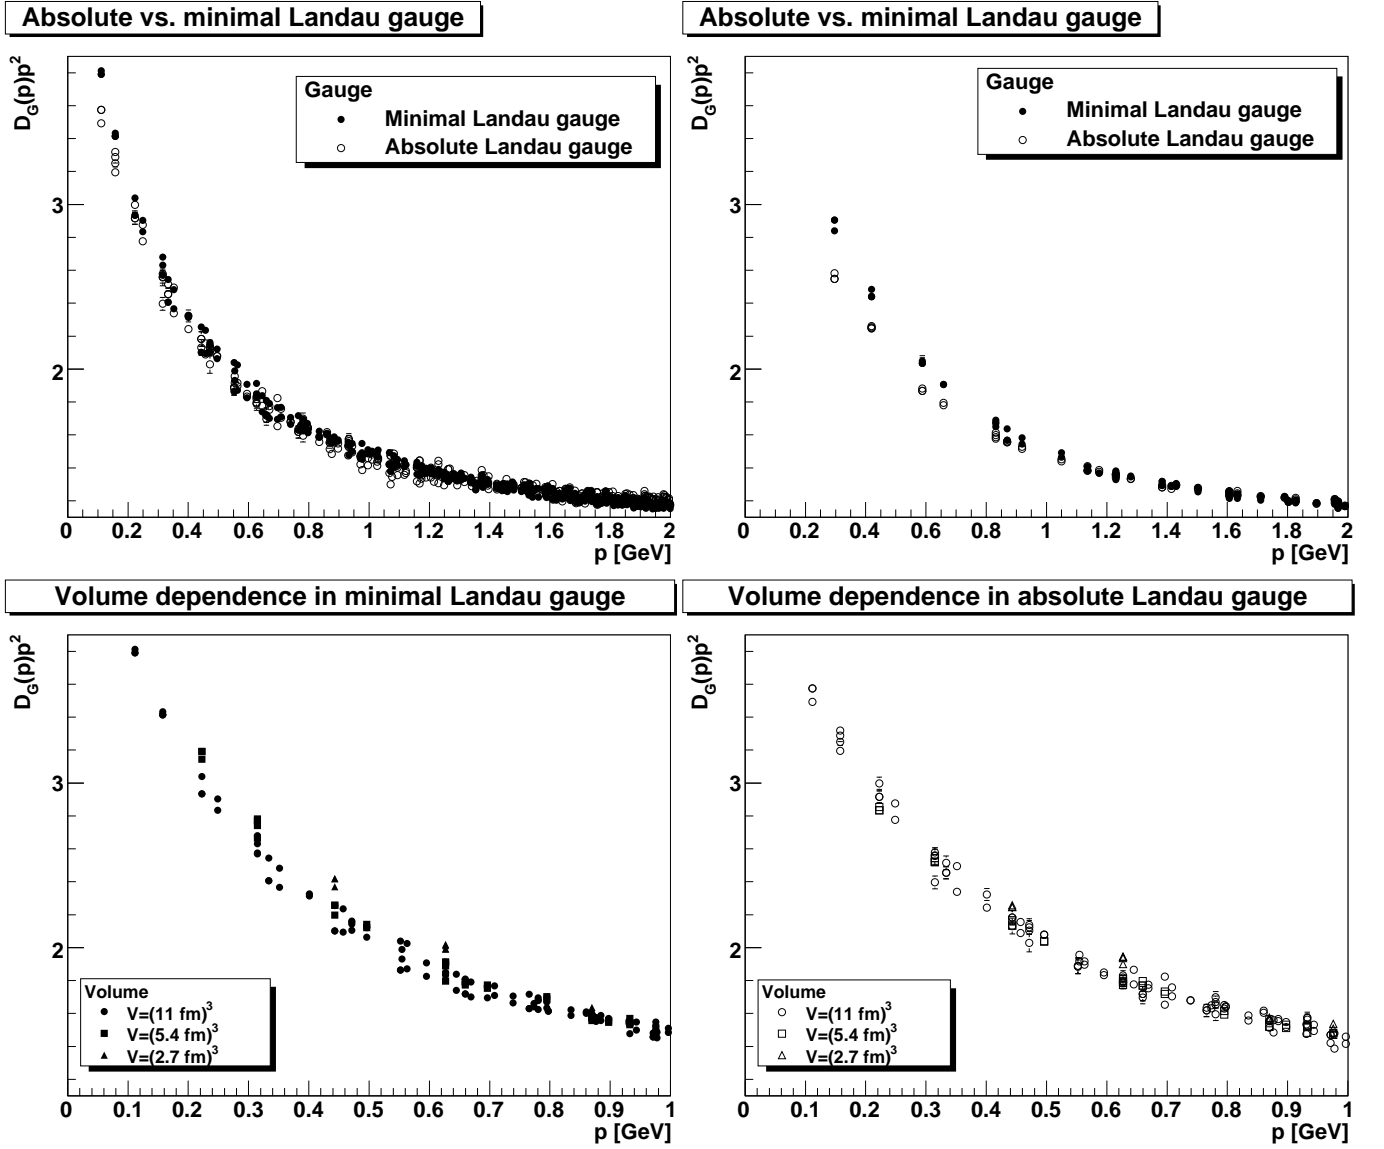 Absolute vs. minimal Landau gauge
D_G(p)p^2
3
2
Gauge
Minimal Landau gauge
Absolute Landau gauge
0 0.2 0.4 0.6 0.8 1 1.2 1.4 1.6 1.8 2
p [GeV]
Absolute vs. minimal Landau gauge
D_G(p)p^2
3
2
Gauge
Minimal Landau gauge
Absolute Landau gauge
0 0.2 0.4 0.6 0.8 1 1.2 1.4 1.6 1.8 2
p [GeV]
Volume dependence in minimal Landau gauge
D_G(p)p^2
3
2
Volume
V=(11 fm)^3
V=(5.4 fm)^3
V=(2.7 fm)^3
0 0.1 0.2 0.3 0.4 0.5 0.6 0.7 0.8 0.9 1
p [GeV]
Volume dependence in absolute Landau gauge
D_G(p)p^2
3
2
Volume
V=(11 fm)^3
V=(5.4 fm)^3
V=(2.7 fm)^3
0 0.1 0.2 0.3 0.4 0.5 0.6 0.7 0.8 0.9 1
p [GeV]